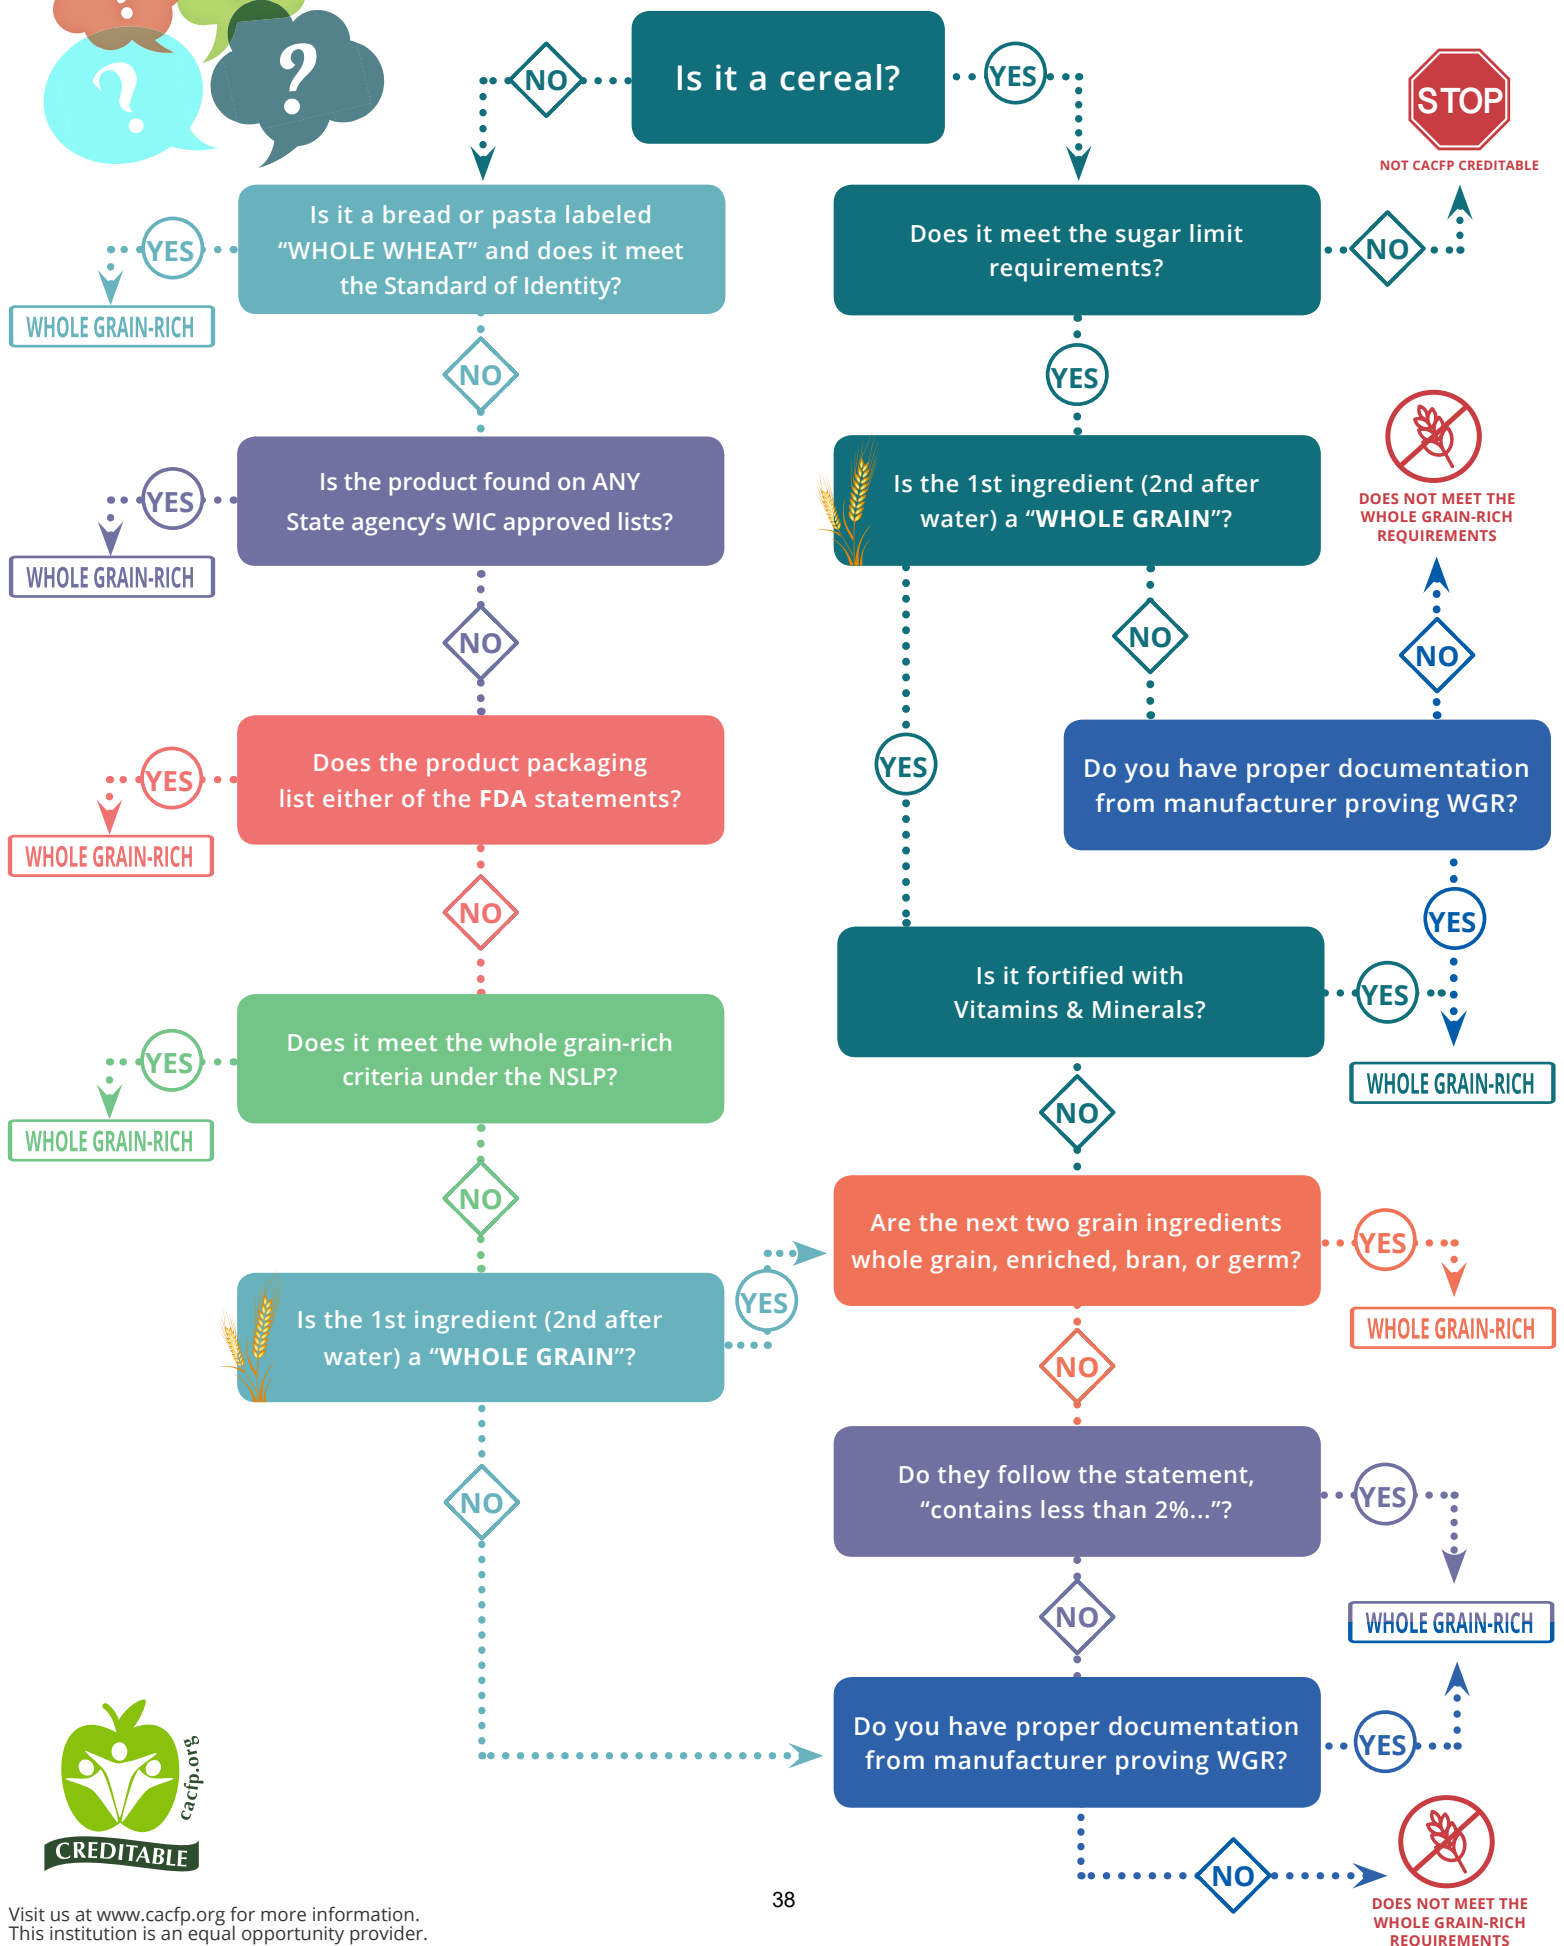 ?
?
?
Is it a cereal?
NO
YES
STOP
NOT CACFP CREDITABLE
Is it a bread or pasta labeled
“WHOLE WHEAT” and does it meet
the Standard of Identity?
YES
WHOLE GRAIN-RICH
NO
Does it meet the sugar limit
requirements?
NO
YES
Is the product found on ANY
State agency’s WIC approved lists?
YES
WHOLE GRAIN-RICH
NO
Is the 1st ingredient (2nd after
water) a “WHOLE GRAIN”?
NO
YES
DOES NOT MEET THE
WHOLE GRAIN-RICH
REQUIREMENTS
NO
Does the product packaging
list either of the FDA statements?
YES
WHOLE GRAIN-RICH
NO
Do you have proper documentation
from manufacturer proving WGR?
YES
Is it fortified with
Vitamins & Minerals?
YES
WHOLE GRAIN-RICH
NO
Does it meet the whole grain-rich
criteria under the NSLP?
YES
WHOLE GRAIN-RICH
NO
Are the next two grain ingredients
whole grain, enriched, bran, or germ?
YES
WHOLE GRAIN-RICH
NO
Is the 1st ingredient (2nd after
water) a “WHOLE GRAIN”?
YES
NO
Do they follow the statement,
“contains less than 2%...”?
YES
WHOLE GRAIN-RICH
NO
Do you have proper documentation
from manufacturer proving WGR?
YES
NO
DOES NOT MEET THE
WHOLE GRAIN-RICH
REQUIREMENTS
cacfp.org
CREDITABLE
38
Visit us at www.cacfp.org for more information.
This institution is an equal opportunity provider.